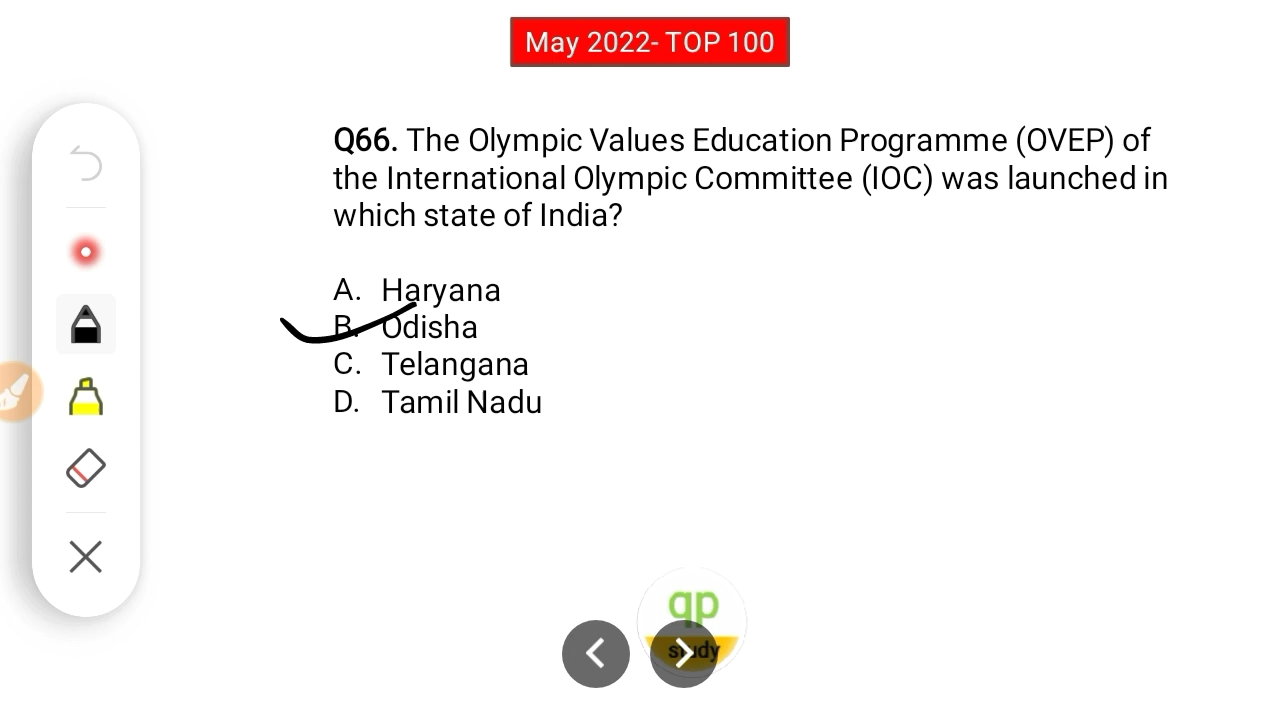 May 2022- TOP 100
Q66. The Olympic Values Education Programme (OVEP) of
the International Olympic Committee (IOC) was launched in
which state of India?
A. Haryana
B. Odisha
C. Telangana
D. Tamil Nadu
qp
study